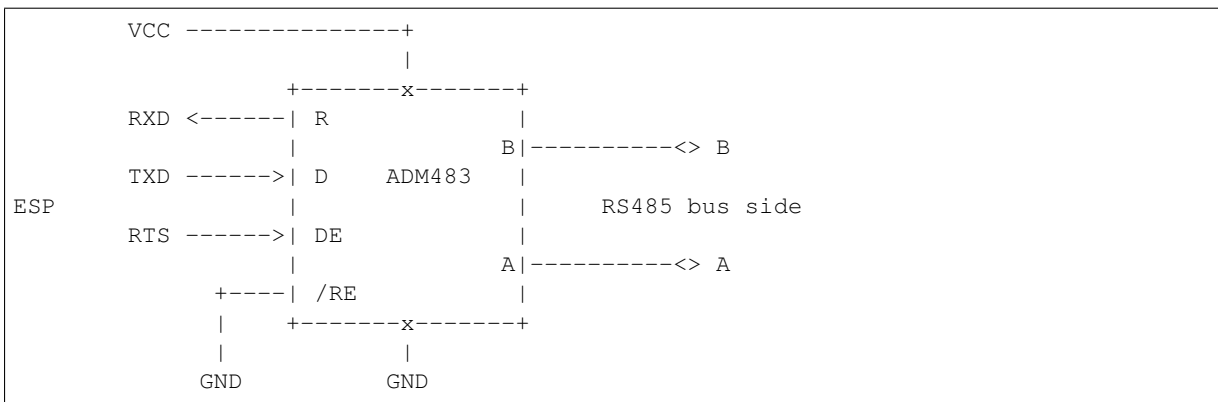 VCC ---------------+
|
+-------x-------+
RXD <------| R |
| B|----------<> B
TXD ------>| D ADM483 |
ESP | | RS485 bus side
RTS ------>| DE |
| A|----------<> A
+----| /RE |
| +-------x-------+
| |
GND GND